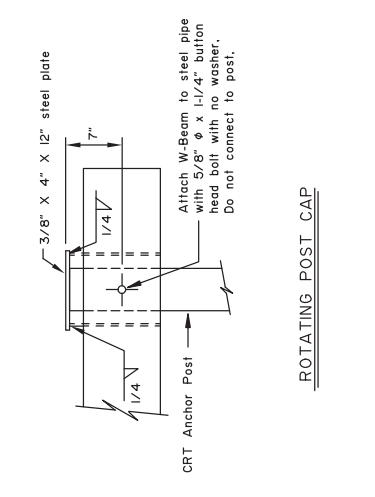 3/8" X 4" X 12" steel plate
7"
1/4
1/4
Attach W-Beam to steel pipe
with 5/8" ϕ x 1-1/4" button
head bolt with no washer.
Do not connect to post.
CRT Anchor Post
ROTATING POST CAP